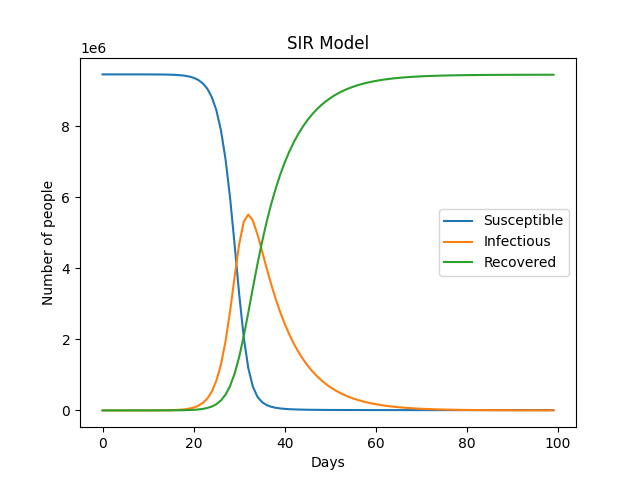 SIR Model
1e6
8
6
4
2
0
Number of people
Susceptible
Infectious
Recovered
0 20 40 60 80 100
Days